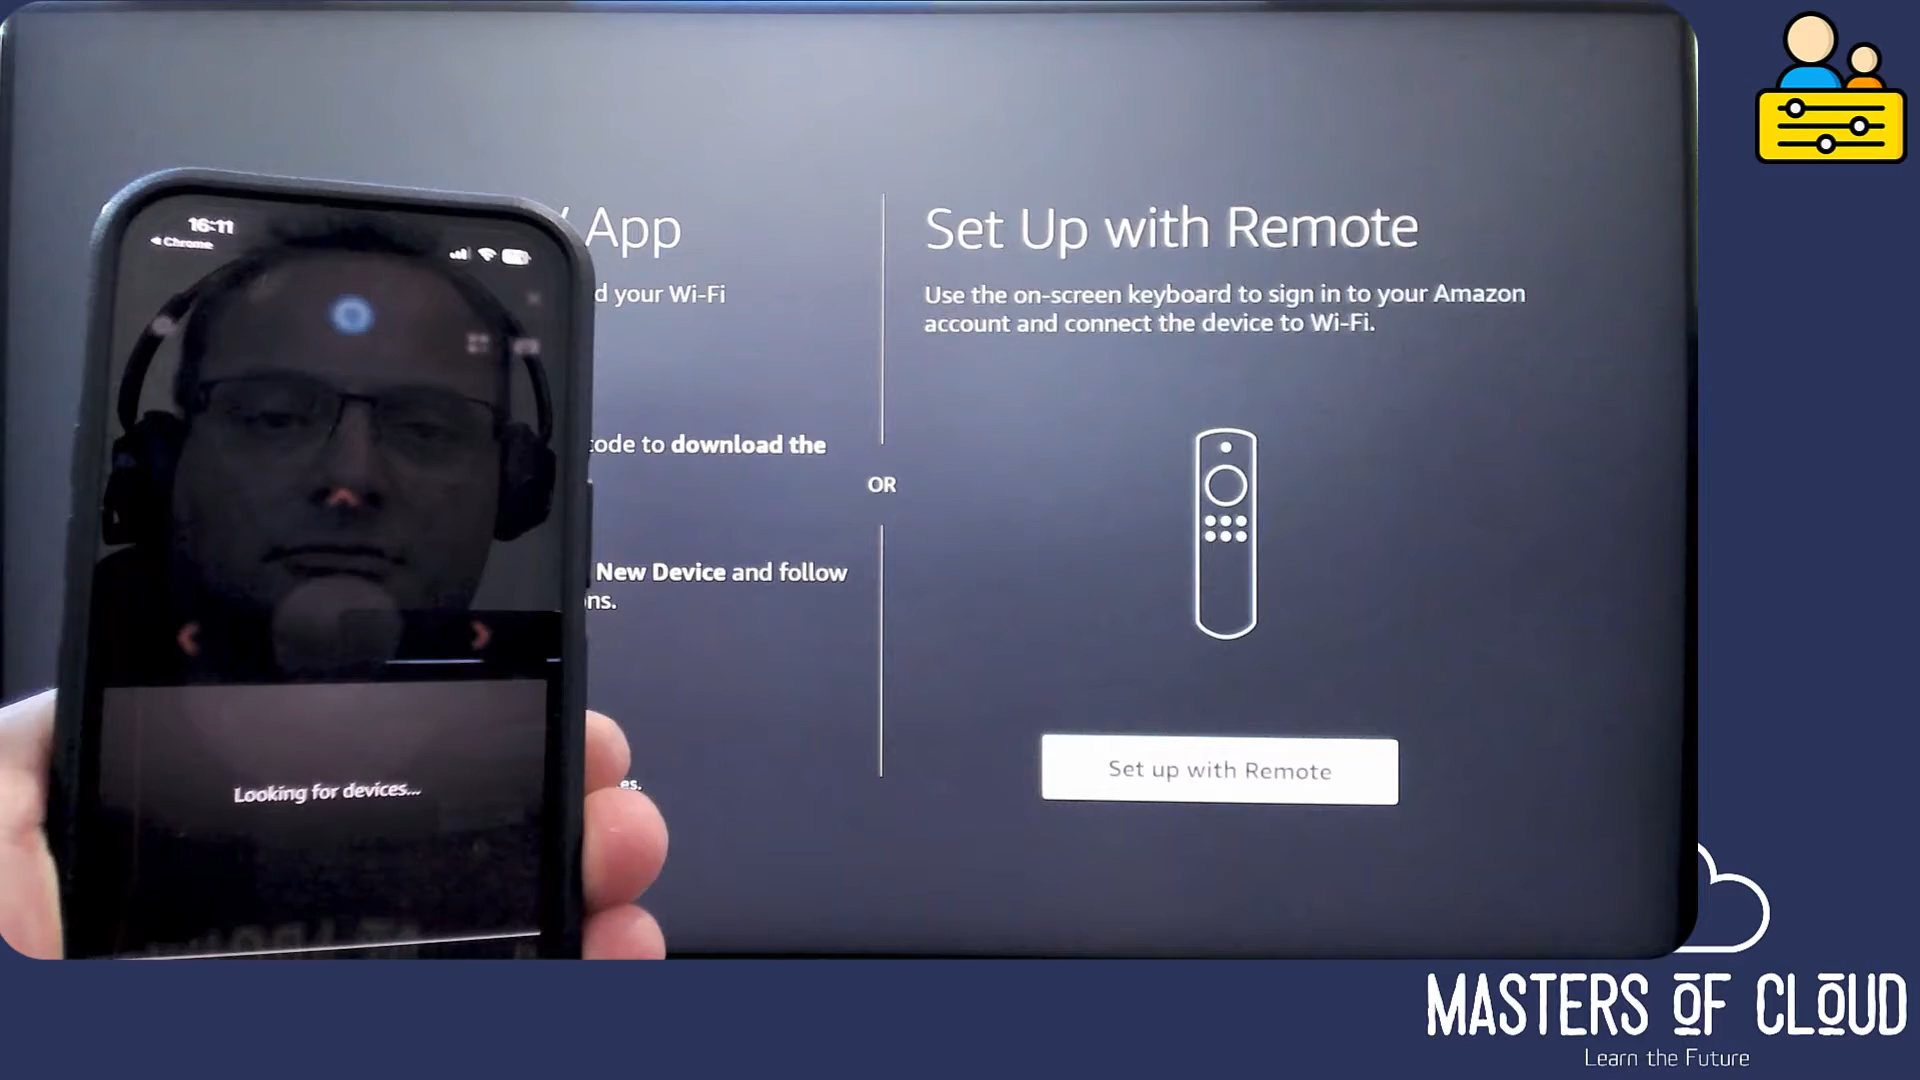 16:11
Chrome
App
d your Wi-Fi
code to download the
New Device and follow
ns.
es.
Looking for devices...
OR
Set Up with Remote
Use the on-screen keyboard to sign in to your Amazon
account and connect the device to Wi-Fi.
Set up with Remote
MASTERS OF CLOUD
Learn the Future